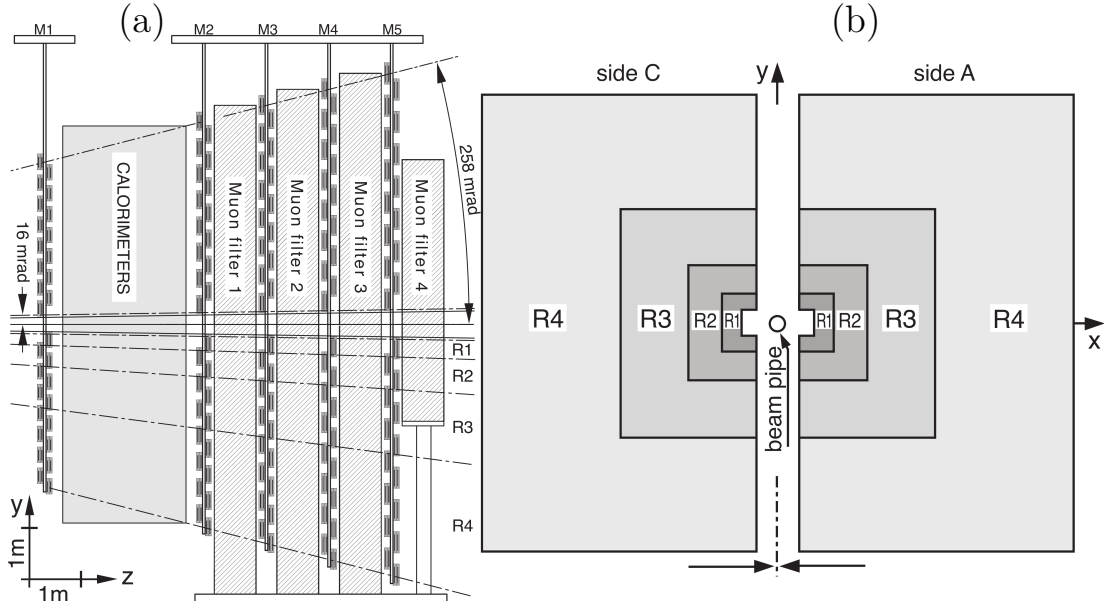 (a)
M1
M2
M3
M4
M5
16 mrad
CALORIMETERS
Muon filter 1
Muon filter 2
Muon filter 3
Muon filter 4
258 mrad
R1
R2
R3
R4
y
1m
z
1m
(b)
side C
y
side A
R4
R3
R2
R1
R1
R2
R3
R4
x
beam pipe